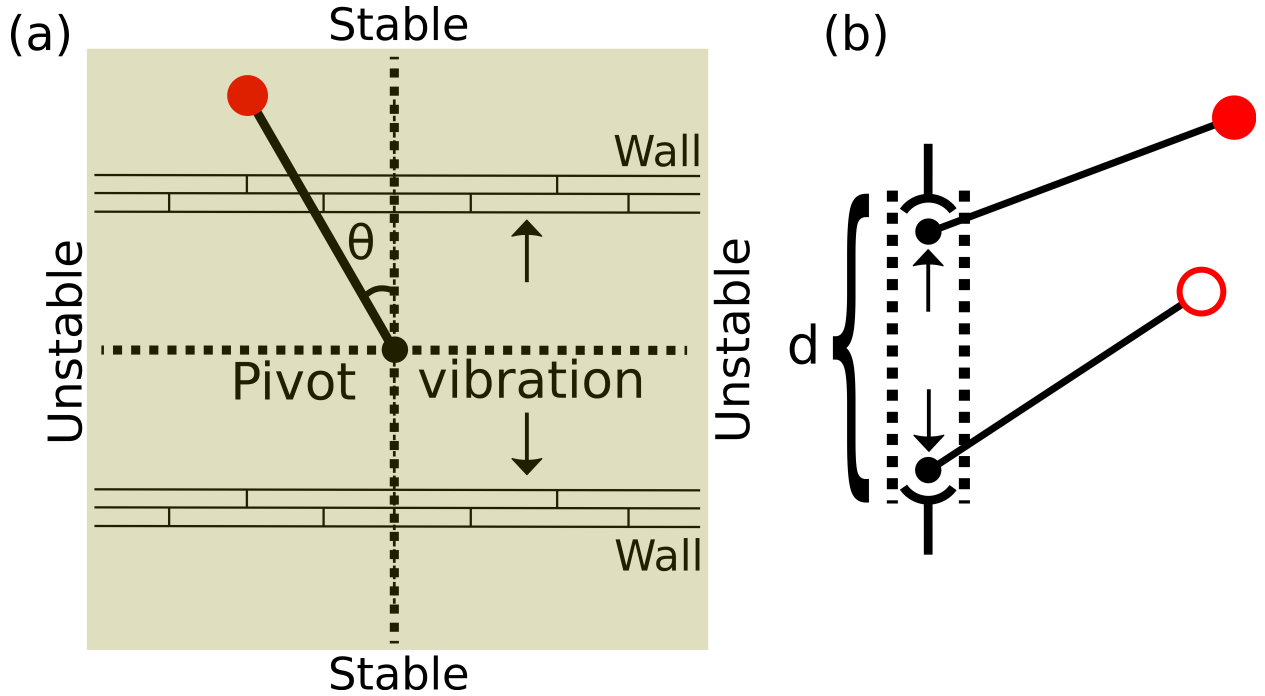 (a)
Stable
(b)
Wall
θ
Unstable
Unstable
d
Pivot vibration
Wall
Stable